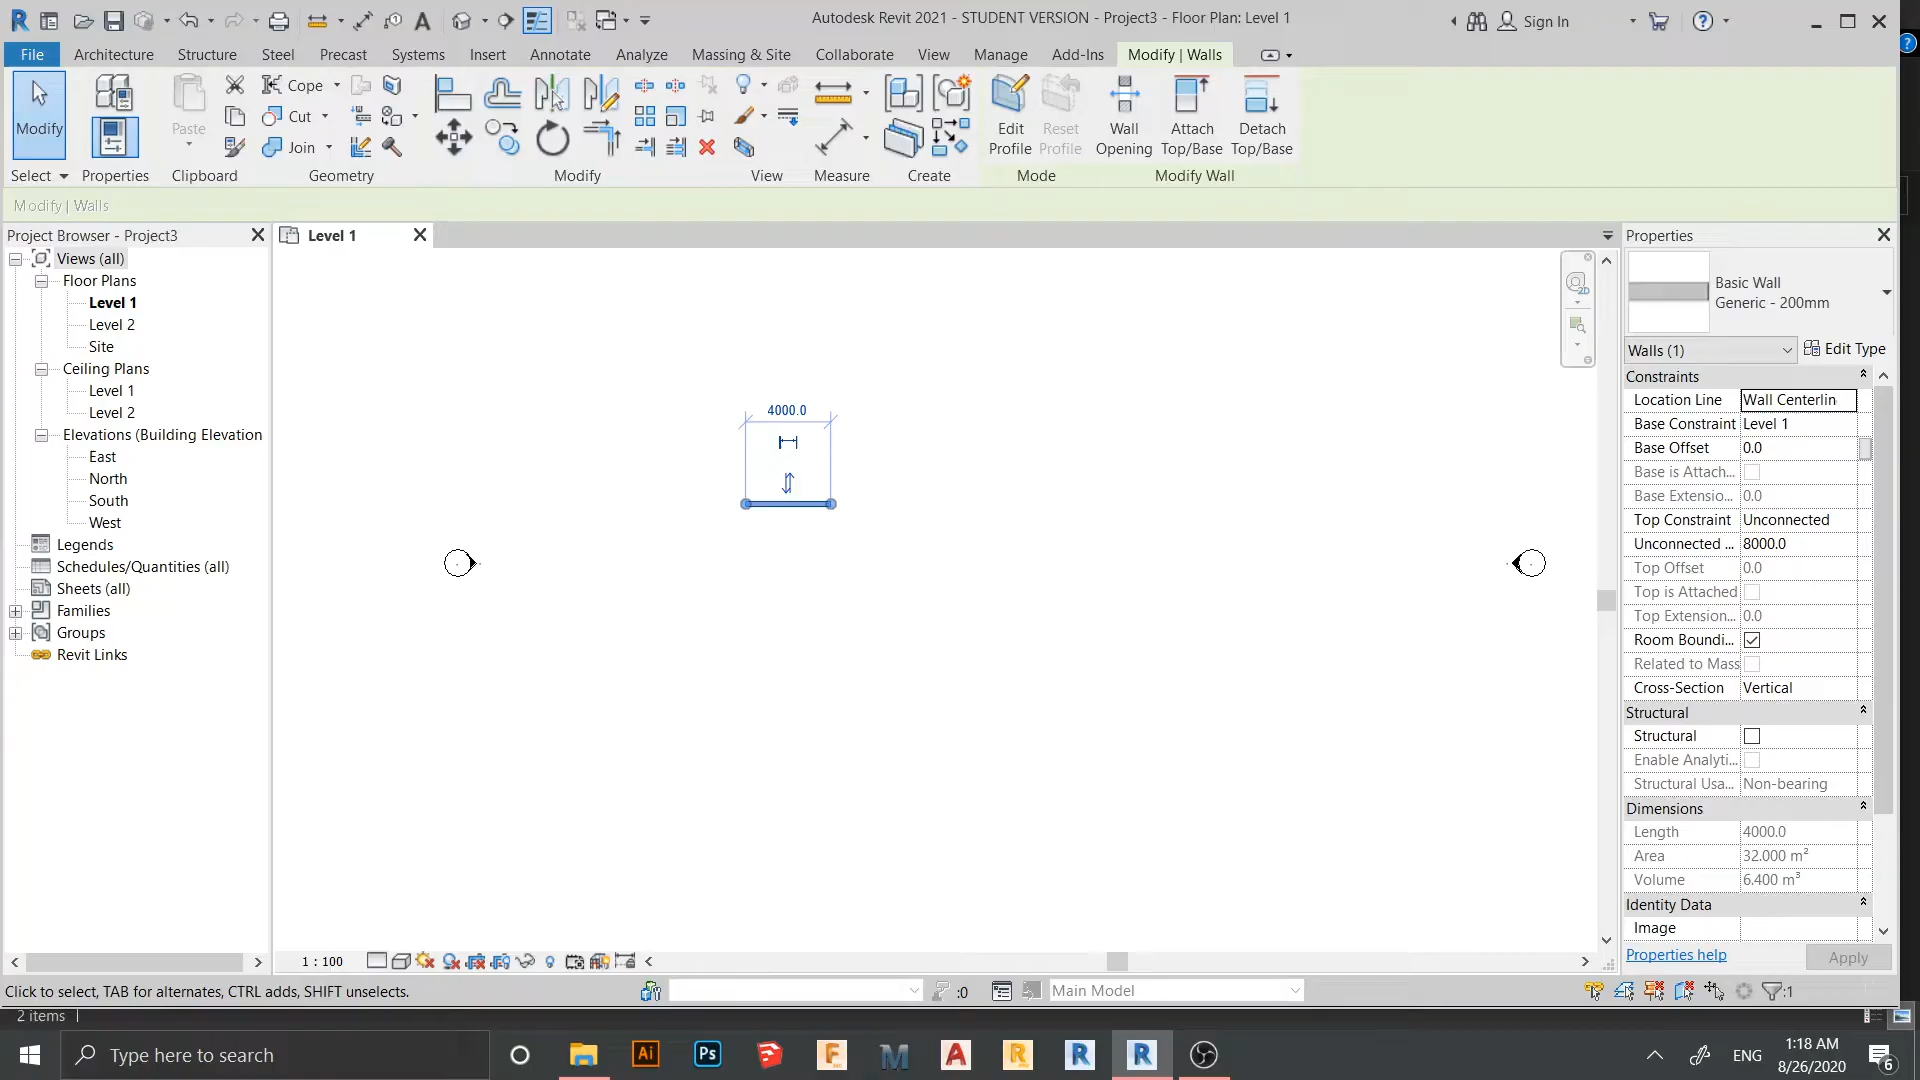 Autodesk Revit 2021 - STUDENT VERSION - Project3 - Floor Plan: Level 1
Sign In
File Architecture Structure Steel Precast Systems Insert Annotate Analyze Massing & Site Collaborate View Manage Add-Ins Modify | Walls
Modify
Paste
Cope
Cut
Join
Edit Profile
Reset Profile
Wall Opening
Attach Top/Base
Detach Top/Base
Select Properties Clipboard Geometry Modify View Measure Create Mode Modify Wall
Modify | Walls
Project Browser - Project3
Views (all)
Floor Plans
Level 1
Level 2
Site
Ceiling Plans
Level 1
Level 2
Elevations (Building Elevation
East
North
South
West
Legends
Schedules/Quantities (all)
Sheets (all)
Families
Groups
Revit Links
Level 1
2D
4000.0
1 : 100
Properties
Basic Wall
Generic - 200mm
Walls (1)
Edit Type
Constraints
Location Line Wall Centerlin
Base Constraint Level 1
Base Offset 0.0
Base is Attach...
Base Extensio... 0.0
Top Constraint Unconnected
Unconnected ... 8000.0
Top Offset 0.0
Top is Attached
Top Extension... 0.0
Room Boundi...
Related to Mass
Cross-Section Vertical
Structural
Structural
Enable Analyti...
Structural Usa... Non-bearing
Dimensions
Length 4000.0
Area 32.000 m²
Volume 6.400 m³
Identity Data
Image
Properties help Apply
Click to select, TAB for alternates, CTRL adds, SHIFT unselects.
:0
Main Model
:1
2 items
Type here to search
Ai
Ps
ENG
1:18 AM
8/26/2020
6